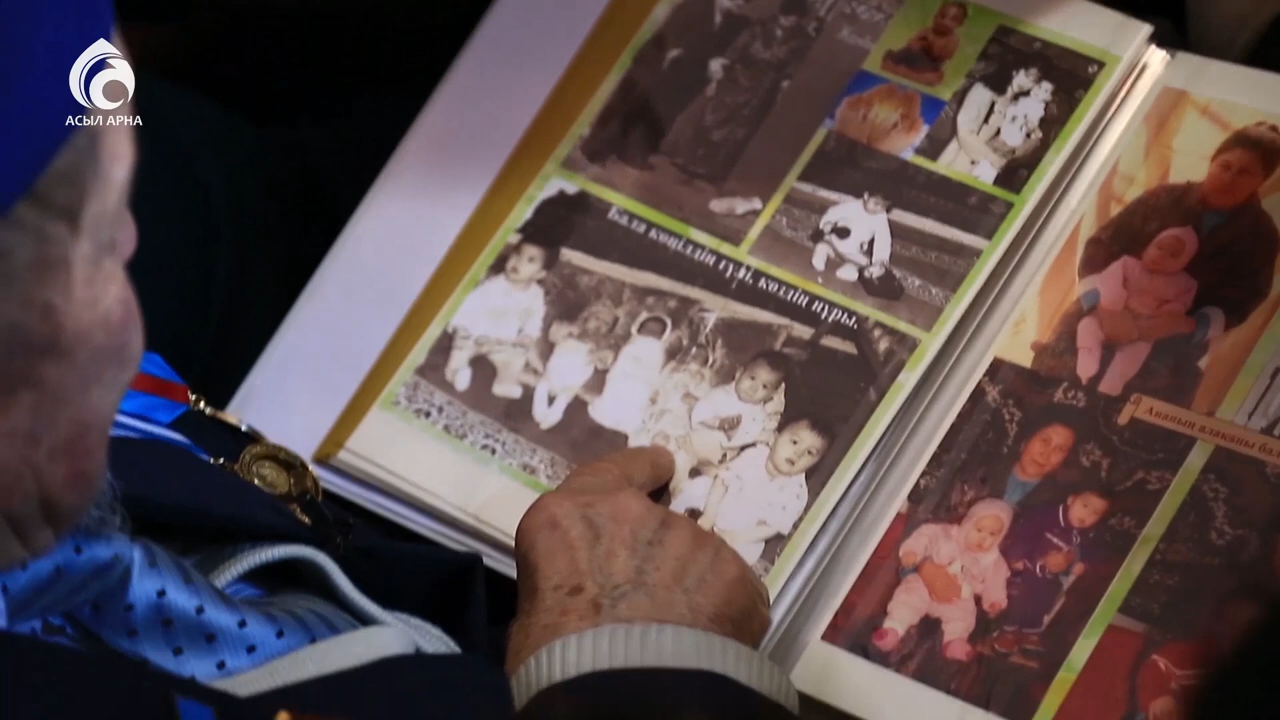 АСЫЛ АРНА
Бала көңілдің гүлі, көздің нұры.
Ананың алақаны